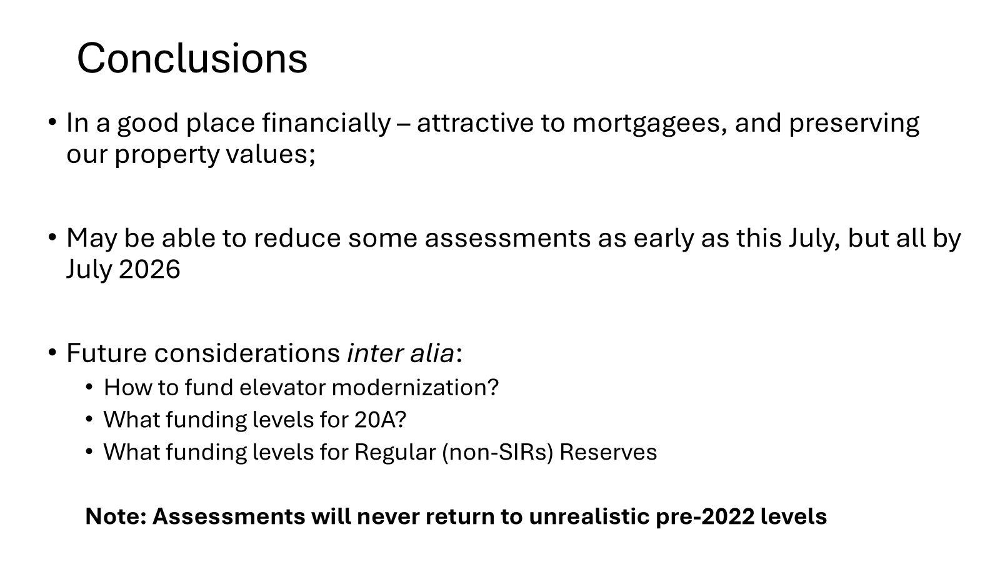 Conclusions
• In a good place financially – attractive to mortgagees, and preserving
our property values;
• May be able to reduce some assessments as early as this July, but all by
July 2026
• Future considerations inter alia:
• How to fund elevator modernization?
• What funding levels for 20A?
• What funding levels for Regular (non-SIRs) Reserves
Note: Assessments will never return to unrealistic pre-2022 levels